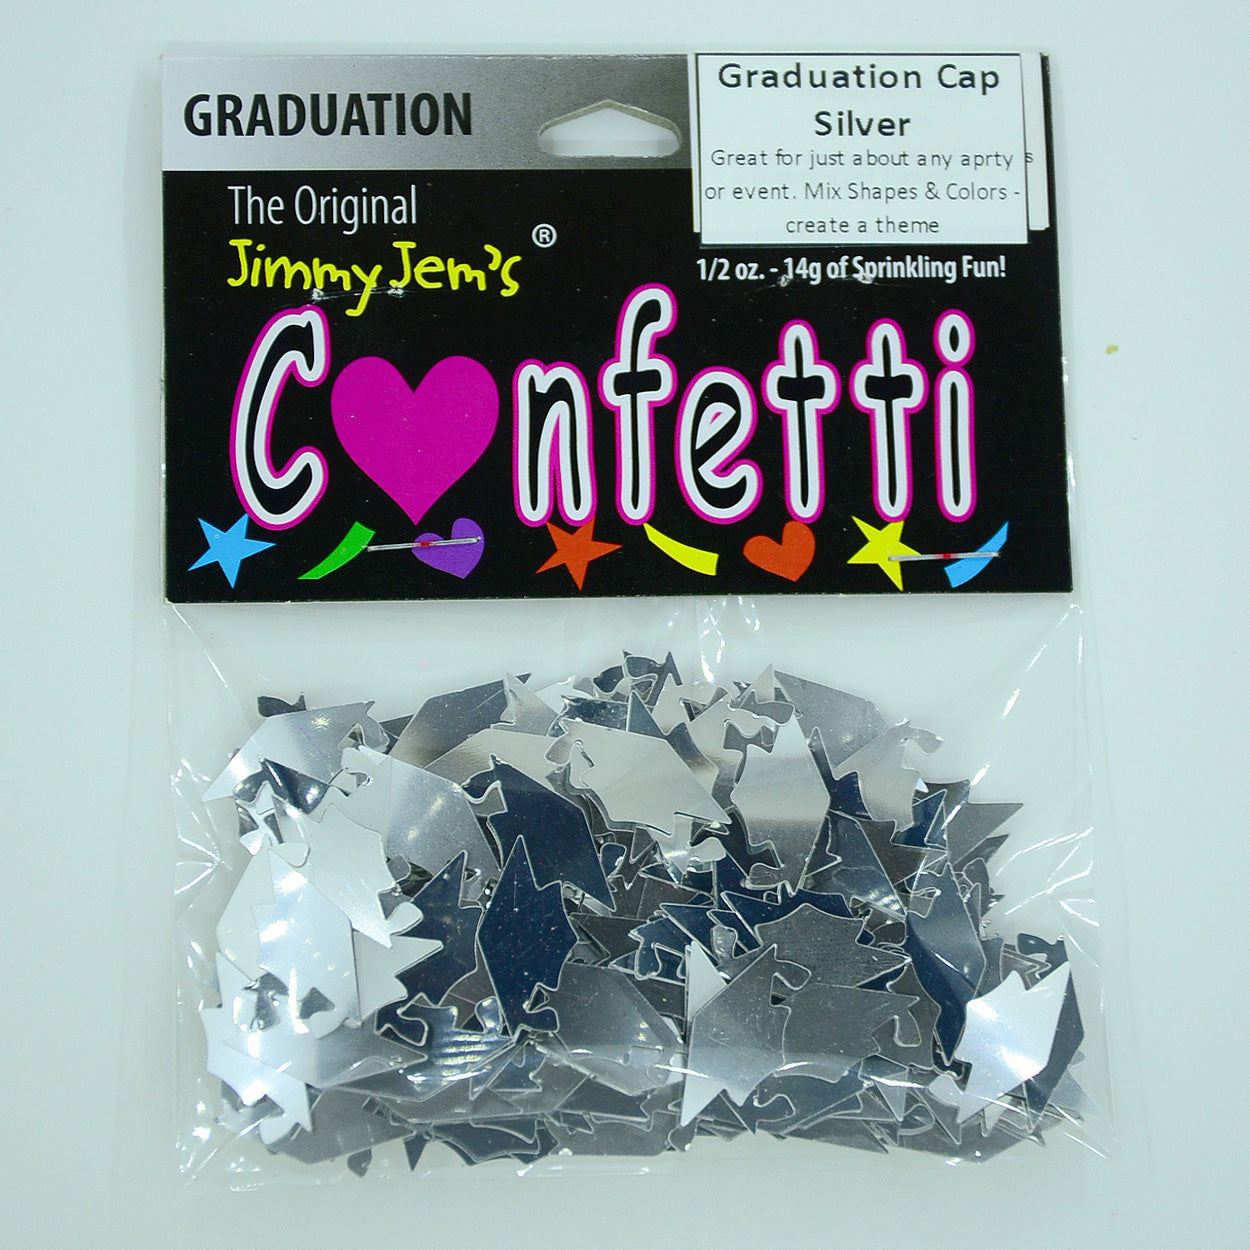 GRADUATION
Graduation Cap
Silver
Great for just about any aprty
or event. Mix Shapes & Colors -
create a theme
The Original
Jimmy Jem's ®
1/2 oz. - 14g of Sprinkling Fun!
C♥nfetti